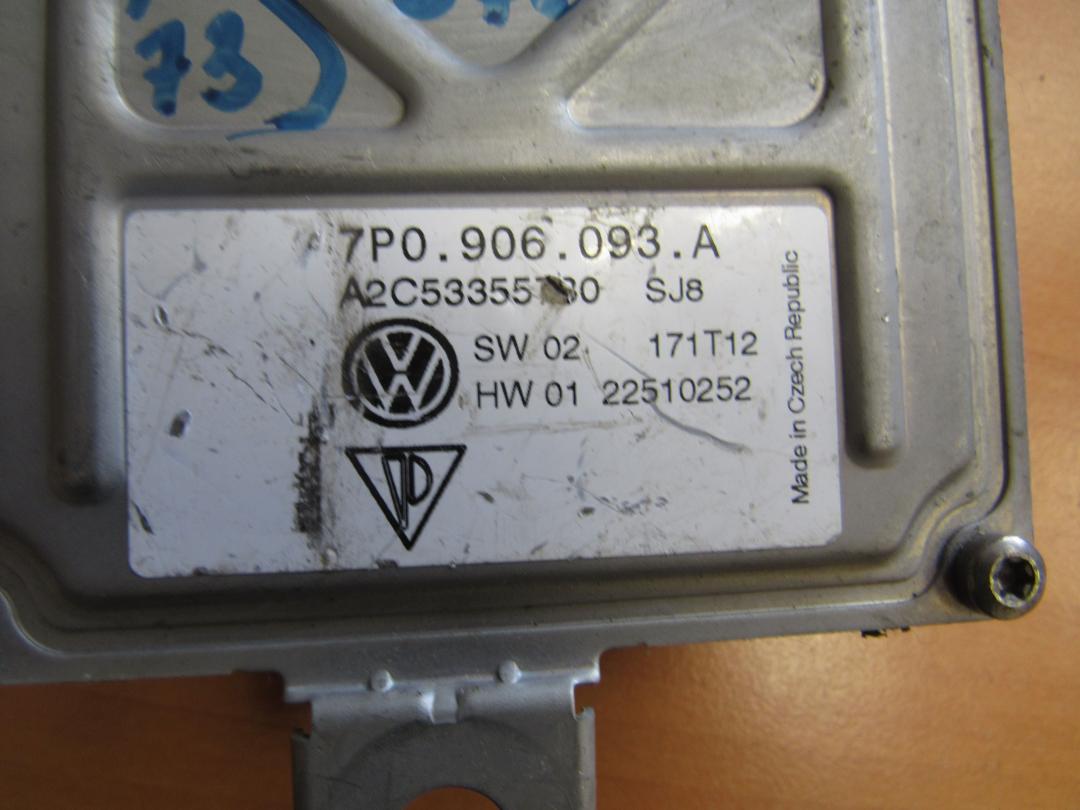 73
7P0.906.093.A
SJ8
SW 02 171T12
HW 01 22510252
Made in Czech Republic